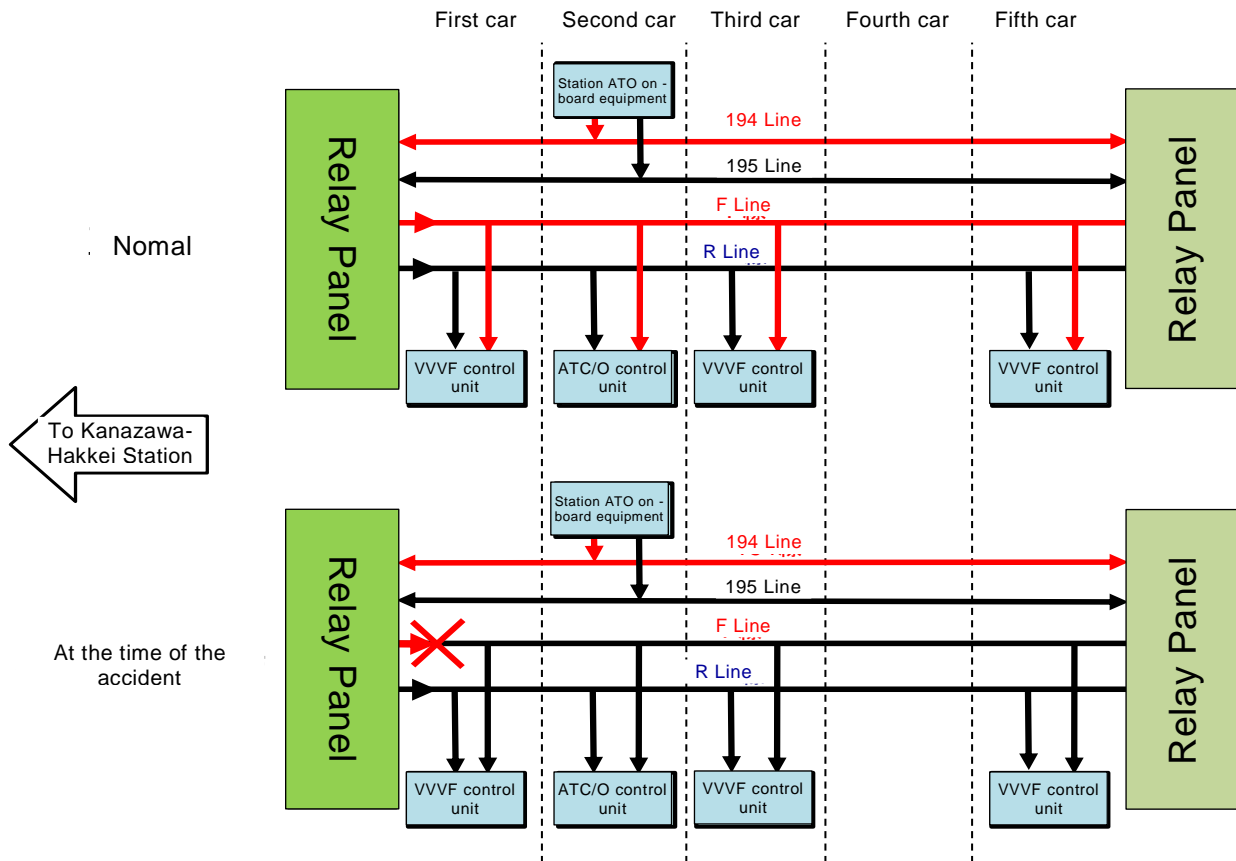 First car
Second car
Third car
Fourth car
Fifth car
Station ATO on -
board equipment
194 Line
195 Line
F Line
R Line
Relay Panel
Relay Panel
Nomal
VVVF control
unit
ATC/O control
unit
VVVF control
unit
VVVF control
unit
To Kanazawa-
Hakkei Station
Station ATO on -
board equipment
194 Line
195 Line
F Line
R Line
Relay Panel
Relay Panel
At the time of the
accident
VVVF control
unit
ATC/O control
unit
VVVF control
unit
VVVF control
unit